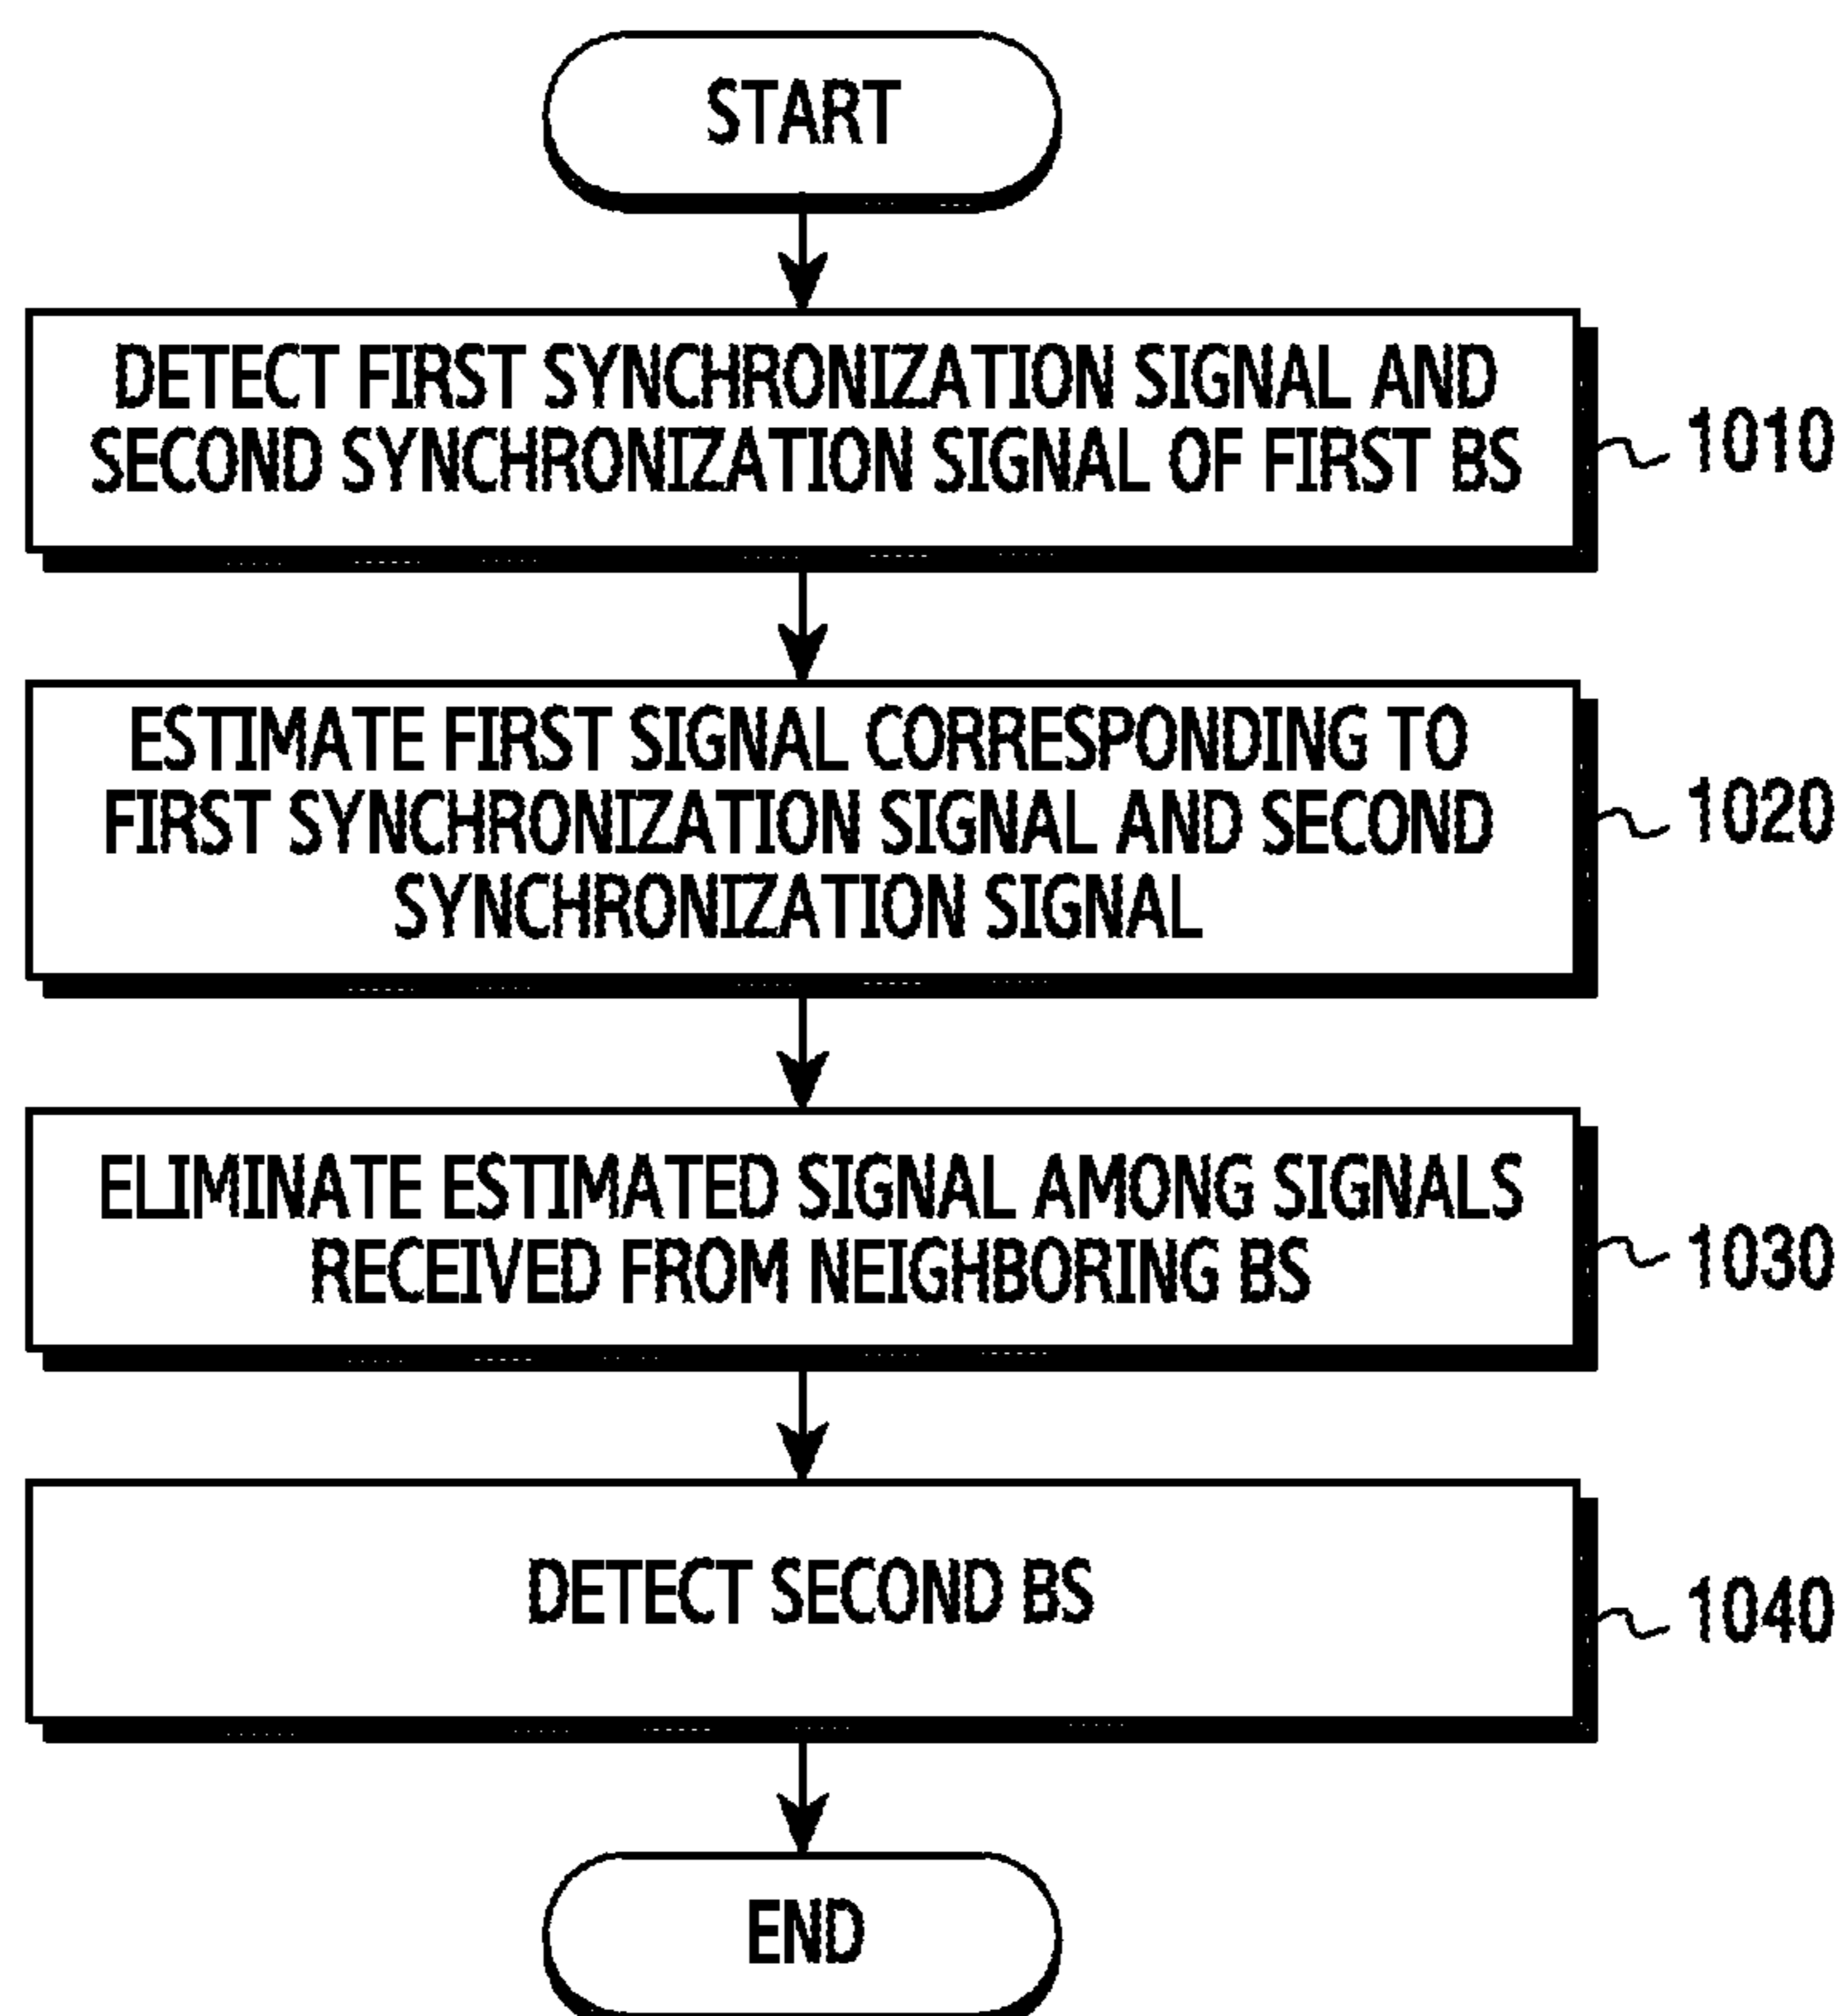 START
DETECT FIRST SYNCHRONIZATION SIGNAL AND
SECOND SYNCHRONIZATION SIGNAL OF FIRST BS
1010
ESTIMATE FIRST SIGNAL CORRESPONDING TO
FIRST SYNCHRONIZATION SIGNAL AND SECOND
SYNCHRONIZATION SIGNAL
1020
ELIMINATE ESTIMATED SIGNAL AMONG SIGNALS
RECEIVED FROM NEIGHBORING BS
1030
DETECT SECOND BS
1040
END